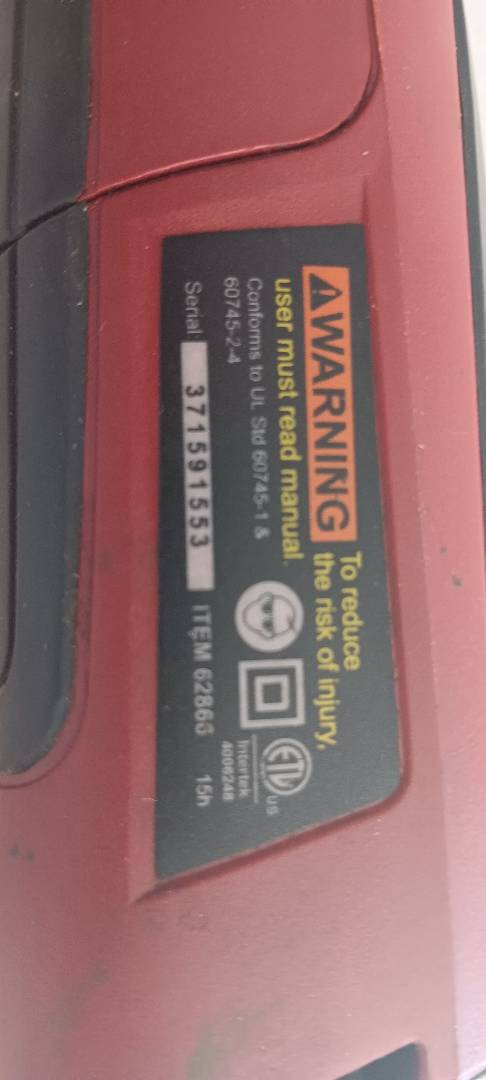 ⚠WARNING To reduce
the risk of injury,
user must read manual.
Conforms to UL Std 60745-1 &
60745-2-4
ETL US
Intertek
4006248
Serial: 371591553 ITEM 62866 15h